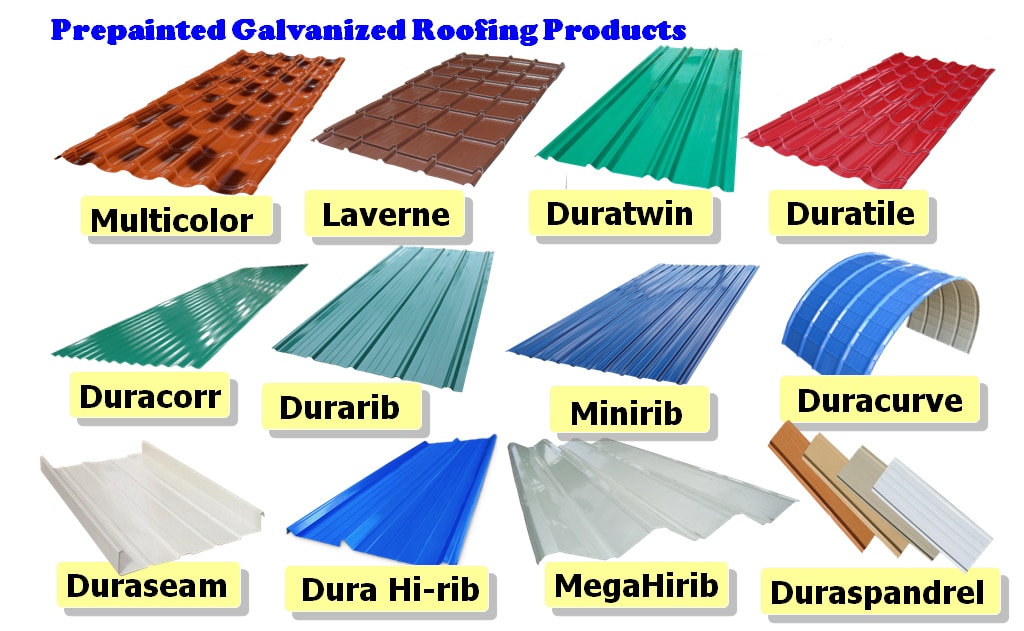 Prepainted Galvanized Roofing Products
Multicolor
Laverne
Duratwin
Duratile
Duracorr
Durarib
Minirib
Duracurve
Duraseam
Dura Hi-rib
MegaHirib
Duraspandrel